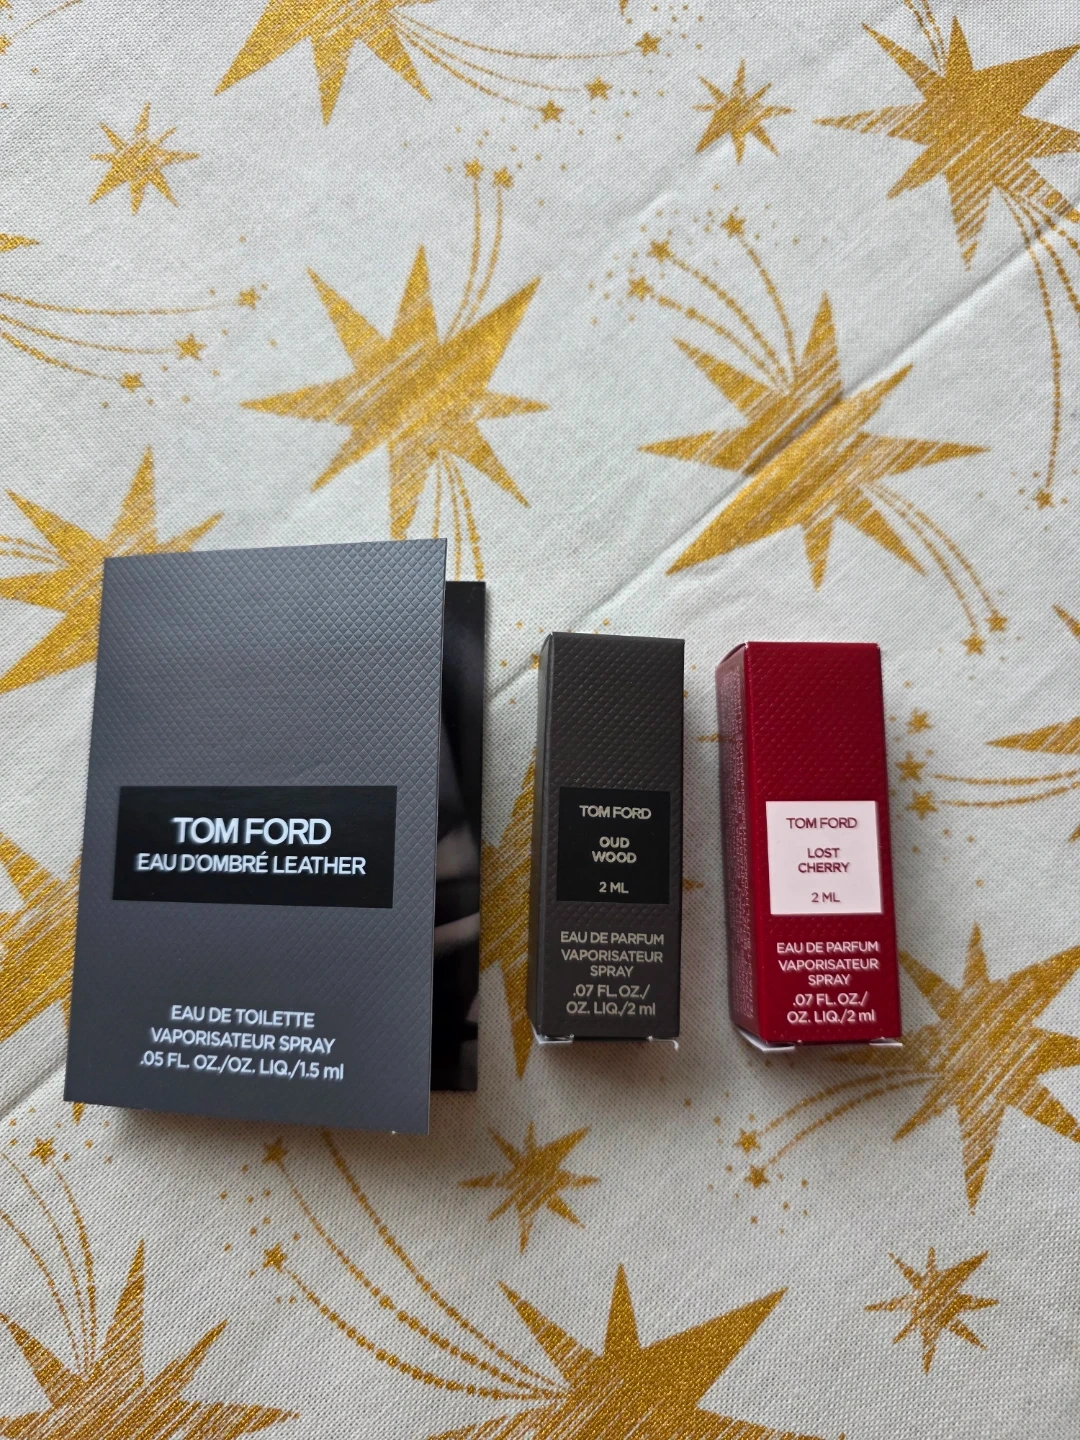 TOM FORD
EAU D'OMBRÉ LEATHER
EAU DE TOILETTE
VAPORISATEUR SPRAY
.05 FL. OZ./OZ. LIQ./1.5 ml
TOM FORD
OUD
WOOD
2 ML
EAU DE PARFUM
VAPORISATEUR
SPRAY
.07 FL. OZ./
OZ. LIQ./2 ml
TOM FORD
LOST
CHERRY
2 ML
EAU DE PARFUM
VAPORISATEUR
SPRAY
.07 FL. OZ./
OZ. LIQ./2 ml